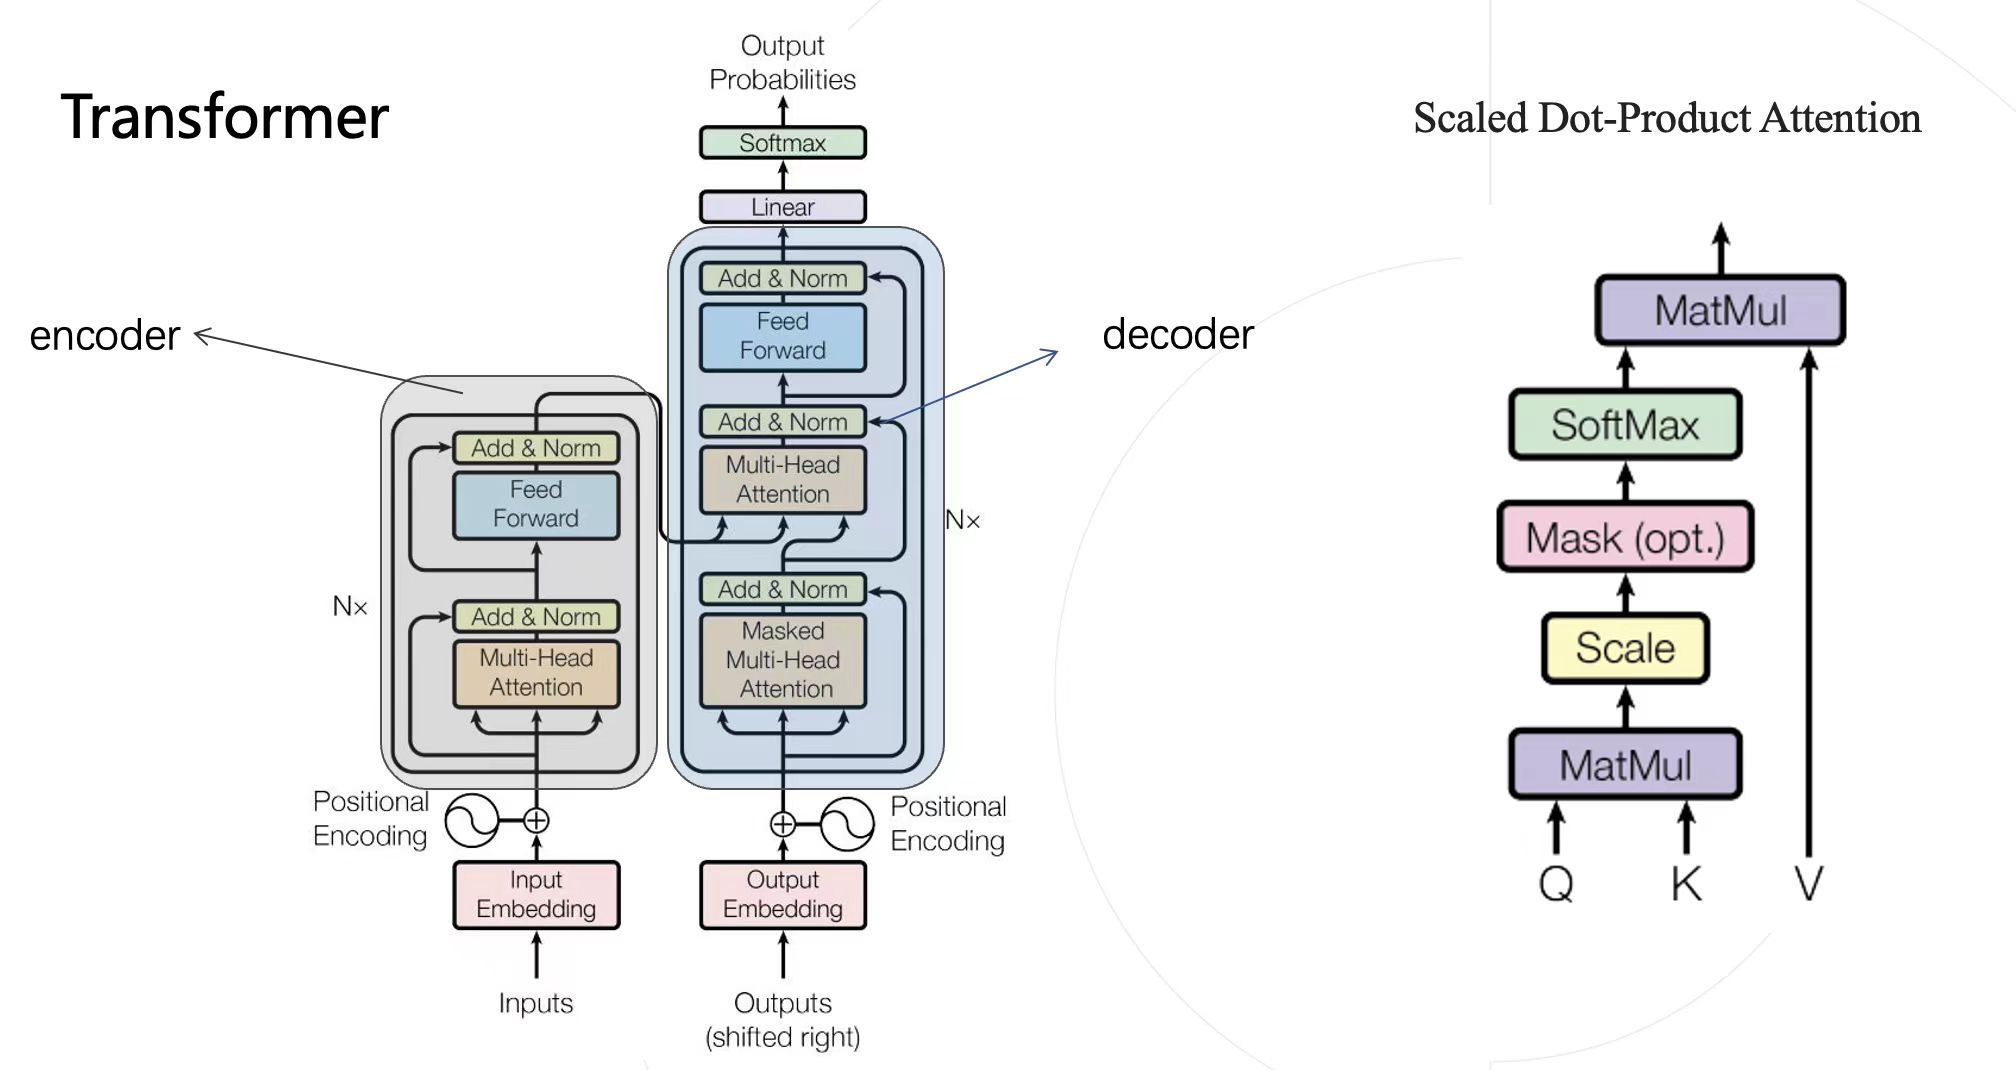 Transformer
Output
Probabilities
Softmax
Linear
Add & Norm
Feed
Forward
Add & Norm
Multi-Head
Attention
Add & Norm
Masked
Multi-Head
Attention
Nx
decoder
encoder
Add & Norm
Feed
Forward
Add & Norm
Multi-Head
Attention
N×
Positional
Encoding
Input
Embedding
Inputs
Positional
Encoding
Output
Embedding
Outputs
(shifted right)
Scaled Dot-Product Attention
MatMul
SoftMax
Mask (opt.)
Scale
MatMul
Q
K
V